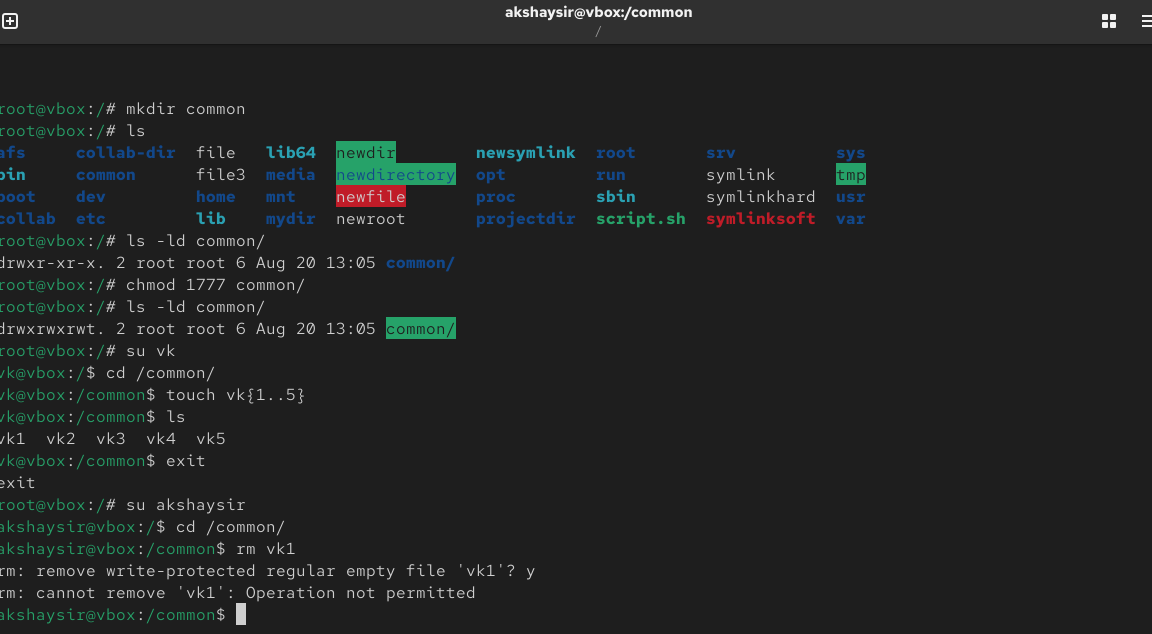 akshaysir@vbox:/common
/
root@vbox:/# mkdir common
root@vbox:/# ls
afs collab-dir file lib64 newdir newsymlink root srv sys
bin common file3 media newdirectory opt run symlink tmp
boot dev home mnt newfile proc sbin symlinkhard usr
collab etc lib mydir newroot projectdir script.sh symlinksoft var
root@vbox:/# ls -ld common/
drwxr-xr-x. 2 root root 6 Aug 20 13:05 common/
root@vbox:/# chmod 1777 common/
root@vbox:/# ls -ld common/
drwxrwxrwt. 2 root root 6 Aug 20 13:05 common/
root@vbox:/# su vk
vk@vbox:/$ cd /common/
vk@vbox:/common$ touch vk{1..5}
vk@vbox:/common$ ls
vk1 vk2 vk3 vk4 vk5
vk@vbox:/common$ exit
exit
root@vbox:/# su akshaysir
akshaysir@vbox:/$ cd /common/
akshaysir@vbox:/common$ rm vk1
rm: remove write-protected regular empty file 'vk1'? y
rm: cannot remove 'vk1': Operation not permitted
akshaysir@vbox:/common$